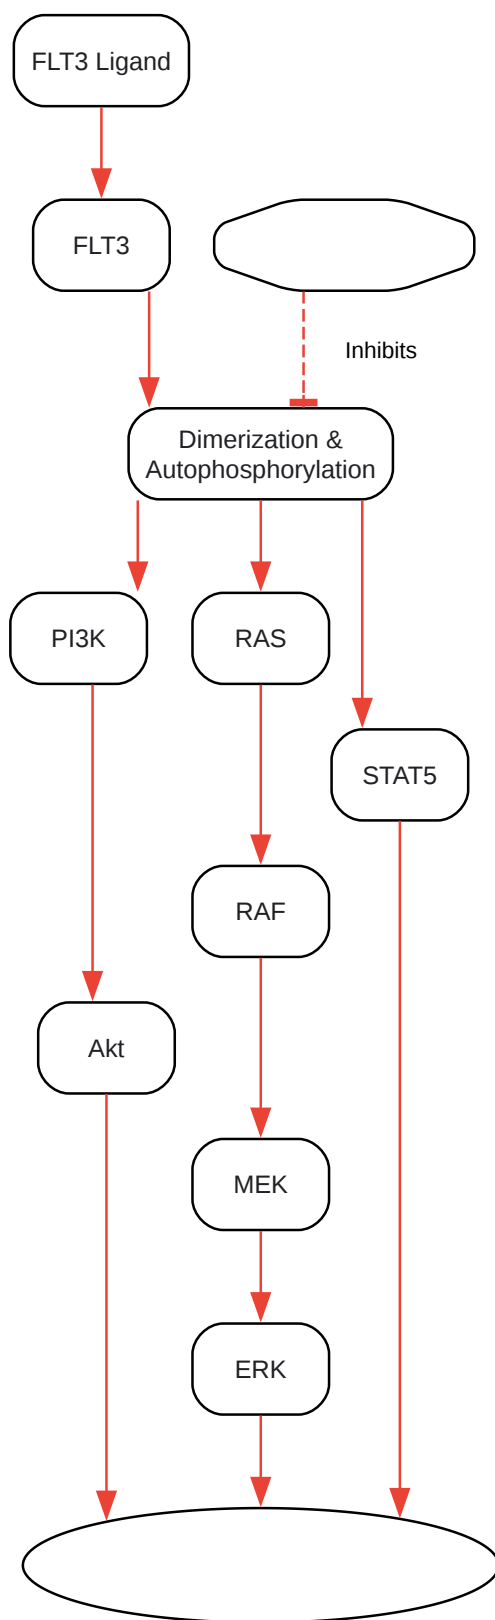 FLT3 Ligand
FLT3
Inhibits
Dimerization &
Autophosphorylation
PI3K
RAS
STAT5
RAF
Akt
MEK
ERK